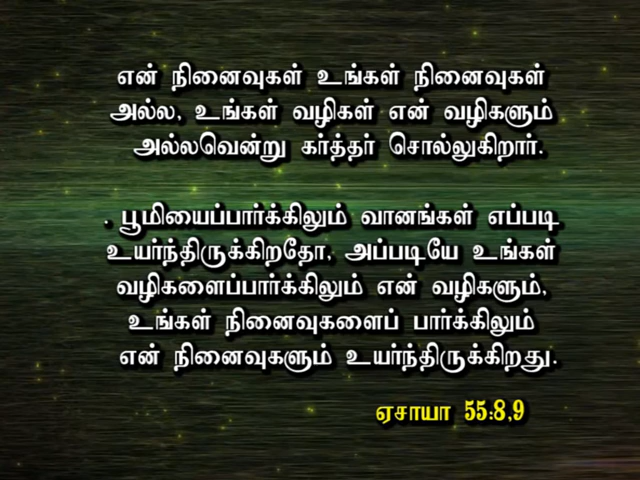 என் நினைவுகள் உங்கள் நினைவுகள்
அல்ல, உங்கள் வழிகள் என் வழிகளும்
அல்லவென்று கர்த்தர் சொல்லுகிறார்.
. பூமியைப்பார்க்கிலும் வானங்கள் எப்படி
உயர்ந்திருக்கிறதோ, அப்படியே உங்கள்
வழிகளைப்பார்க்கிலும் என் வழிகளும்,
உங்கள் நினைவுகளைப் பார்க்கிலும்
என் நினைவுகளும் உயர்ந்திருக்கிறது.
ஏசாயா 55:8,9